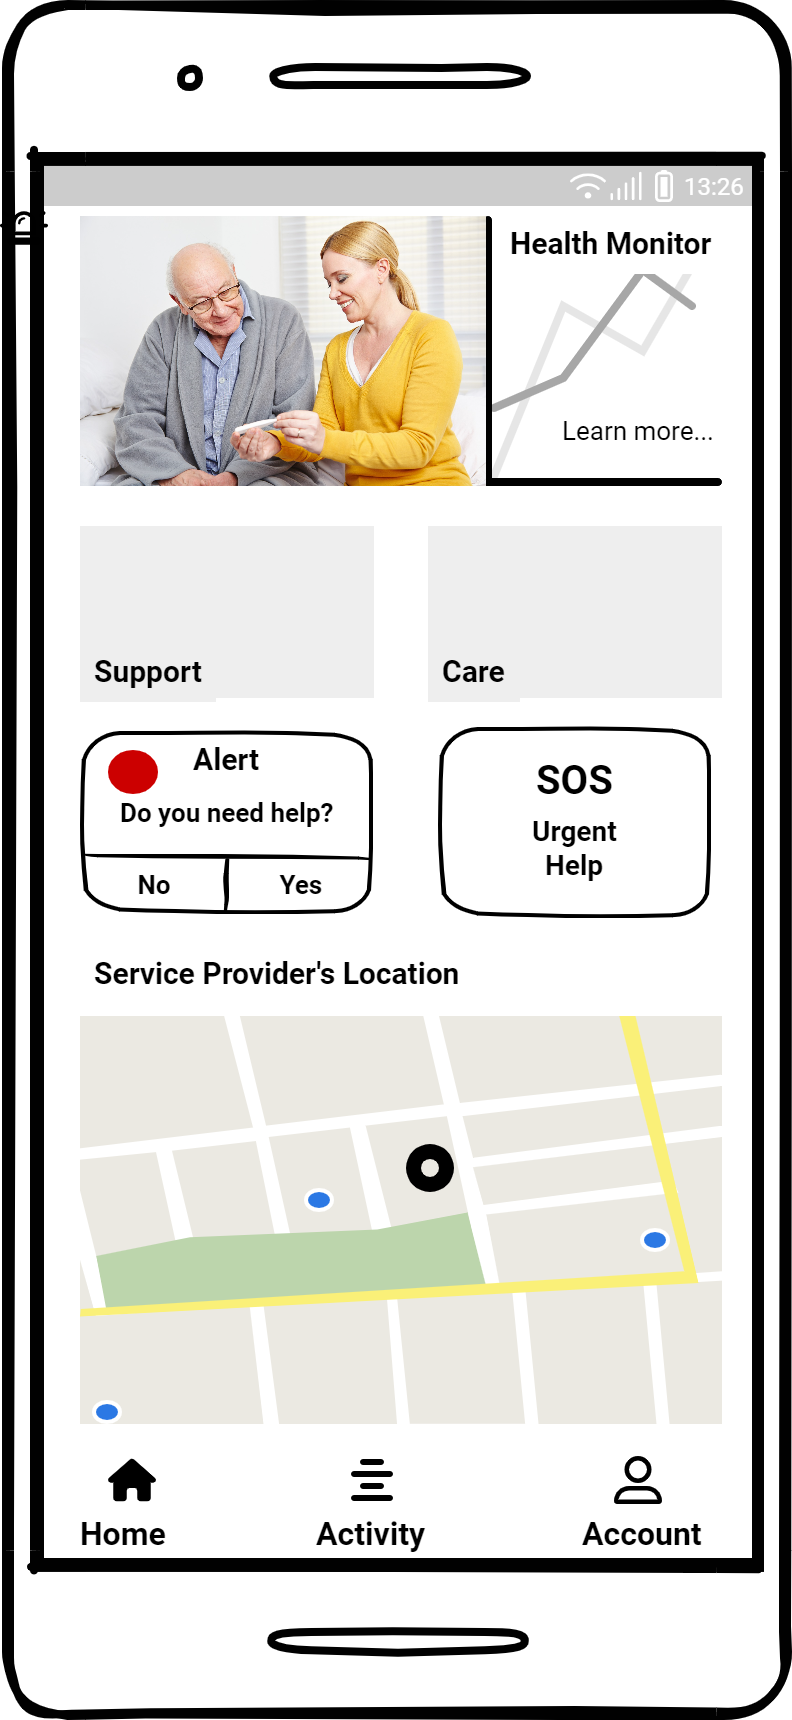 13:26
Health Monitor
Learn more...
Support
Care
Alert
Do you need help?
No
Yes
SOS
Urgent
Help
Service Provider's Location
Home
Activity
Account